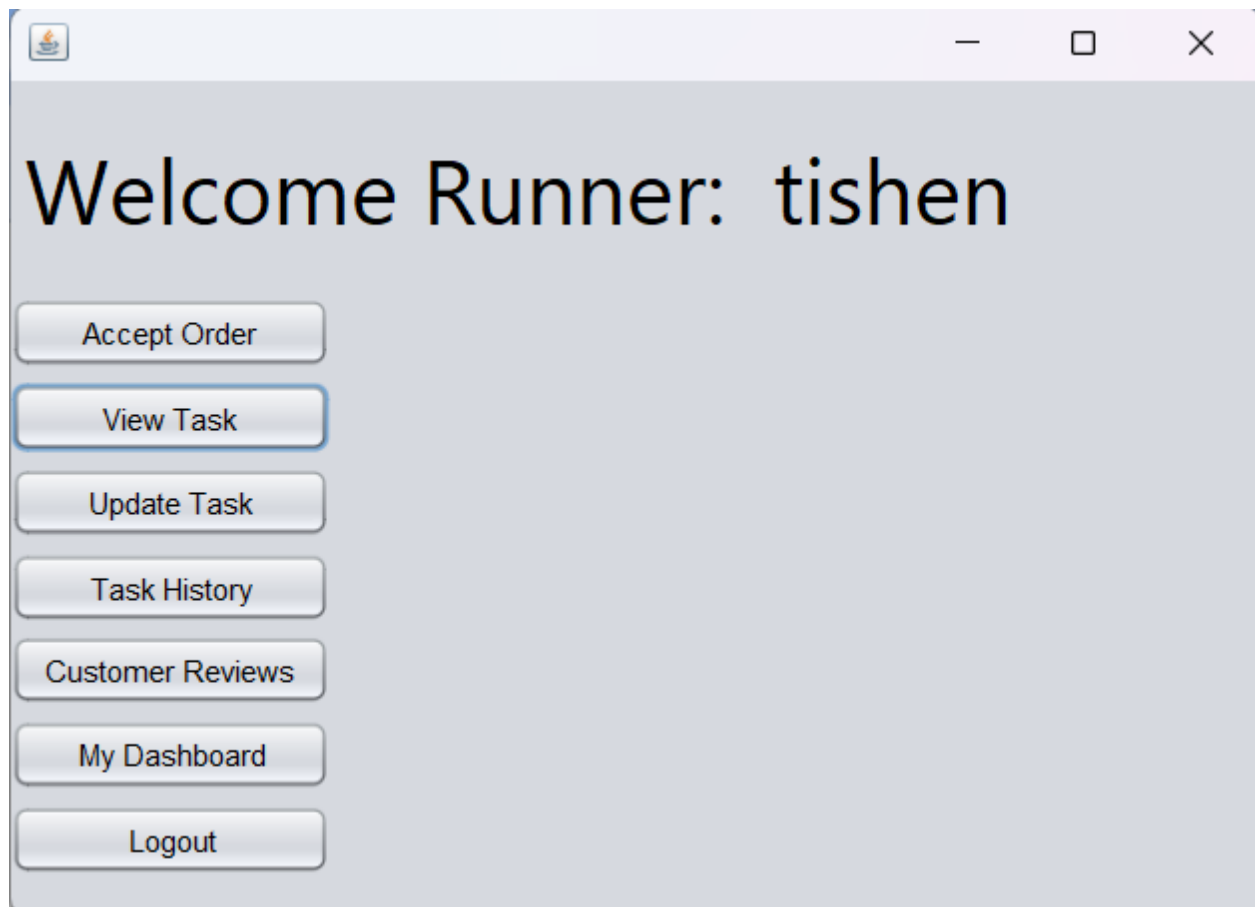 Welcome Runner: tishen
Accept Order
View Task
Update Task
Task History
Customer Reviews
My Dashboard
Logout